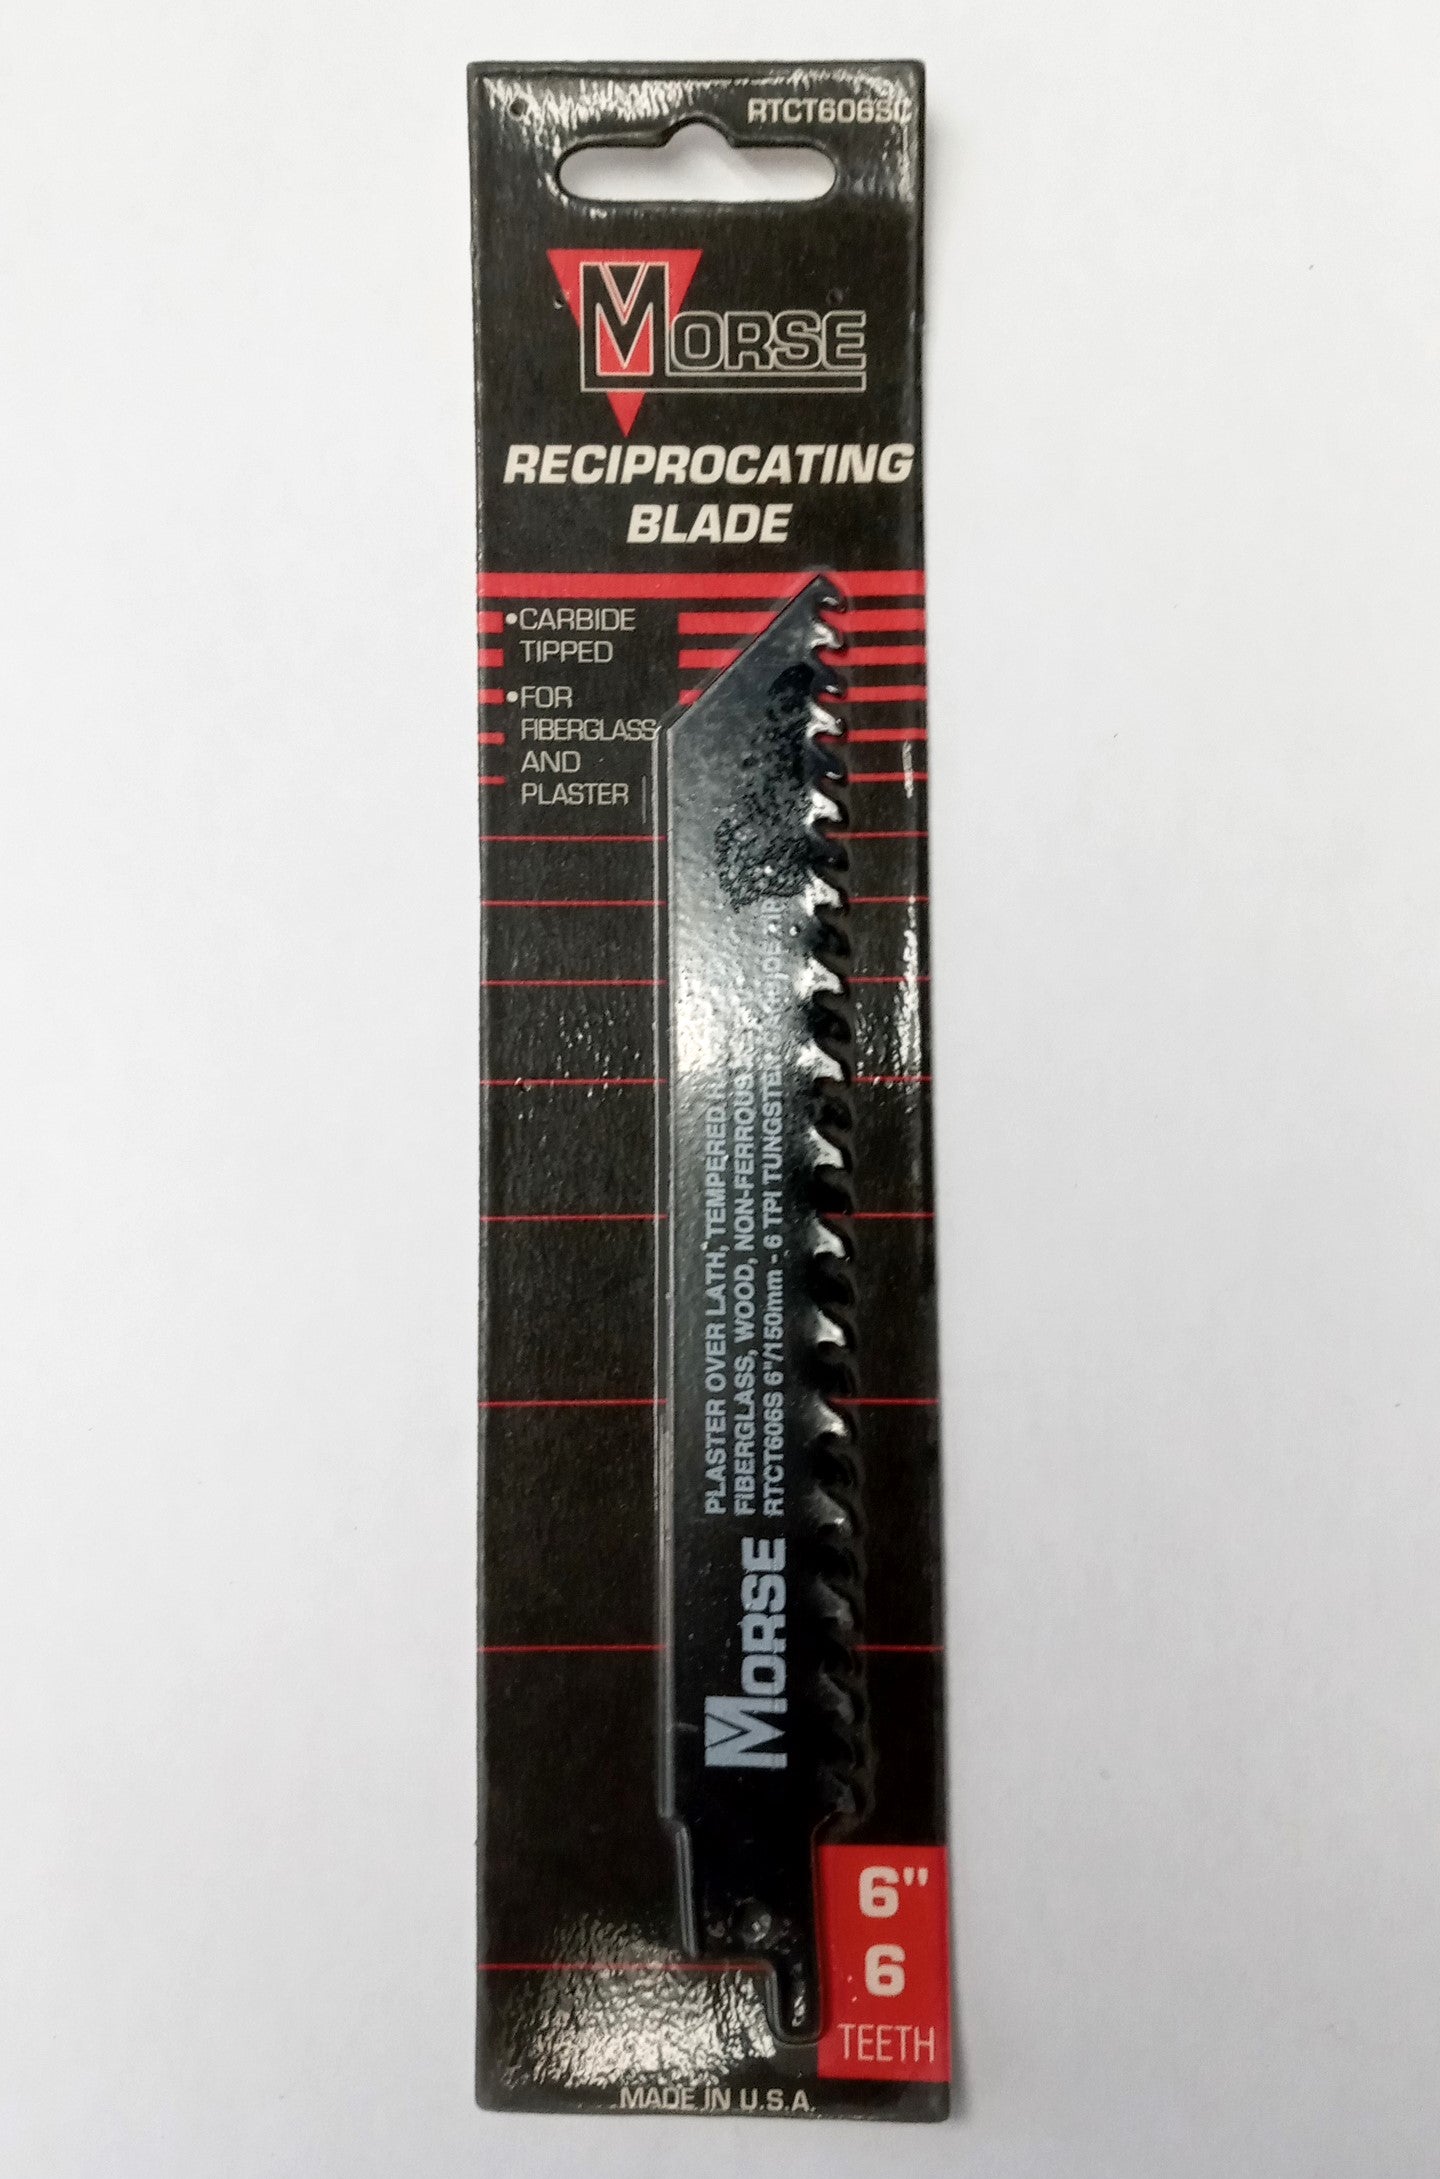 RTCT606SC
MORSE
RECIPROCATING
BLADE
•CARBIDE
TIPPED
•FOR
FIBERGLASS
AND
PLASTER
PLASTER OVER LATH, TEMPERED
FIBERGLASS, WOOD, NON-FERROUS
RTCT606S 6"/150mm - 6 TPI TUNGSTEN
MORSE
6"
6
TEETH
MADE IN U.S.A.